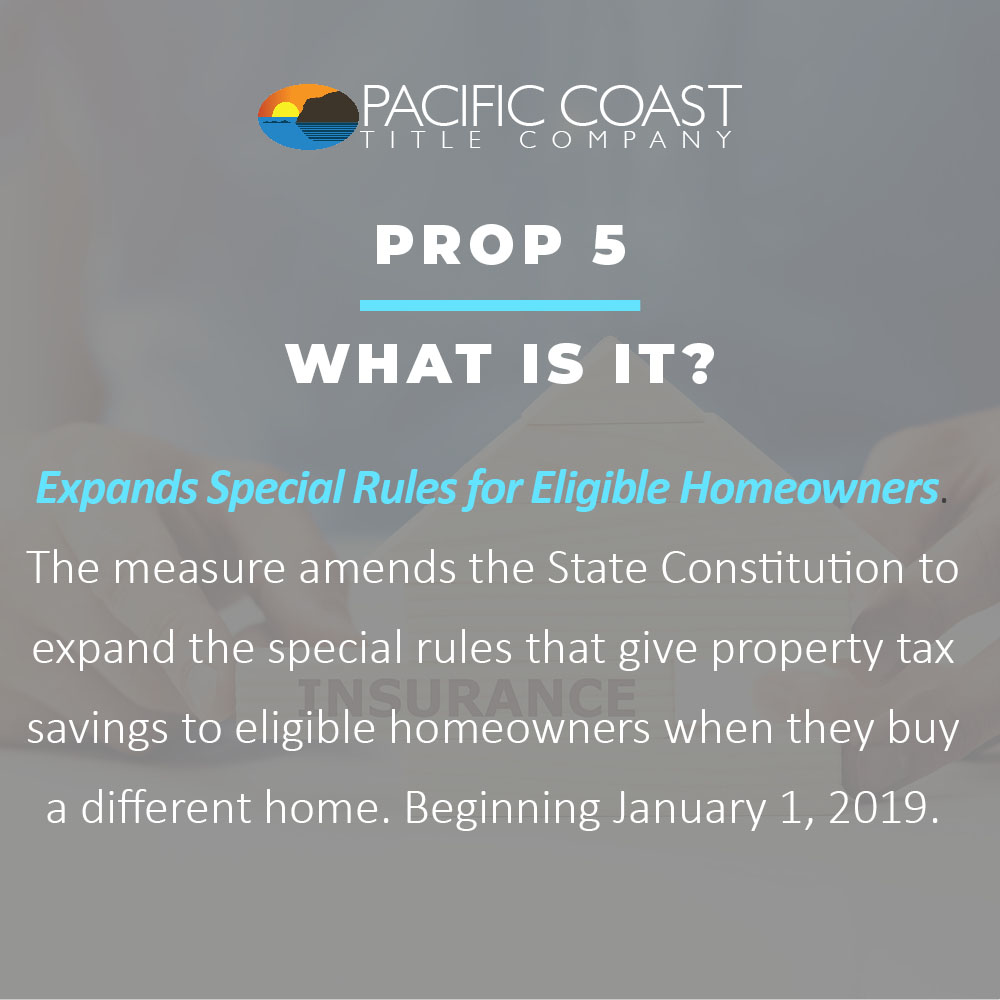 PACIFIC COAST
TITLE COMPANY
PROP 5
WHAT IS IT?
Expands Special Rules for Eligible Homeowners.
The measure amends the State Constitution to
expand the special rules that give property tax
INSURANCE
savings to eligible homeowners when they buy
a different home. Beginning January 1, 2019.